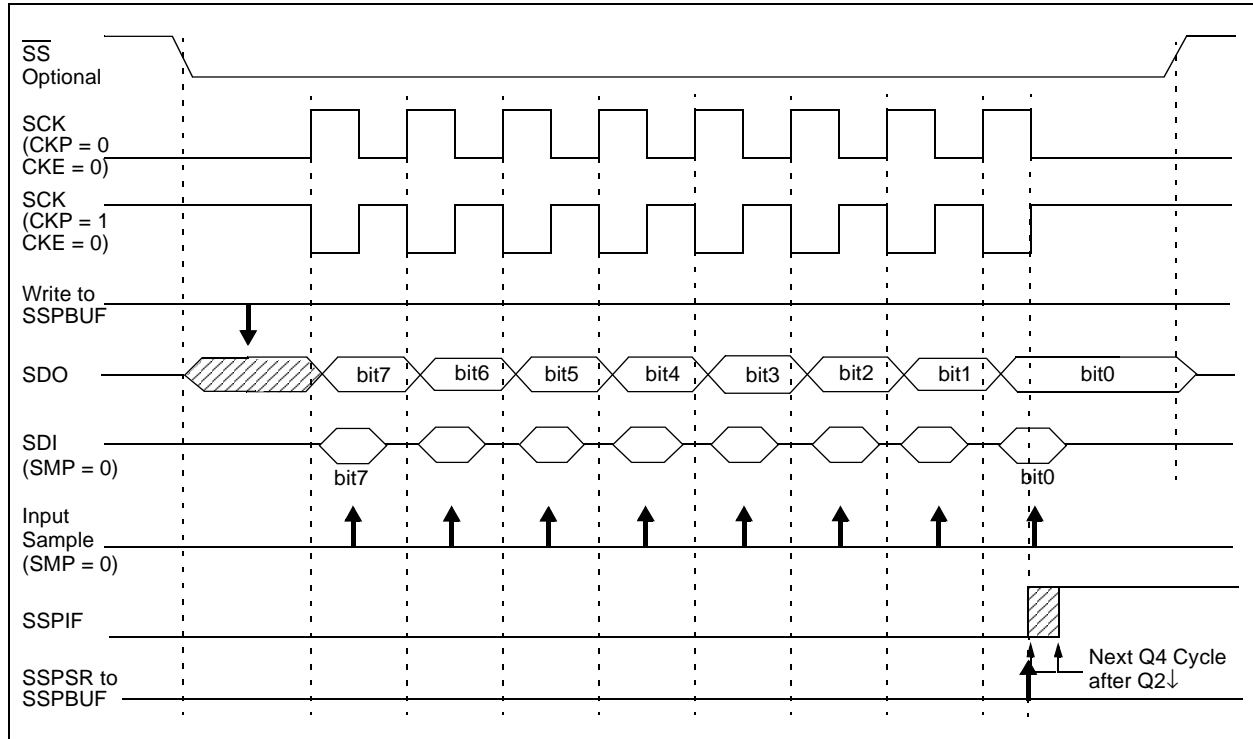 SS
Optional
SCK
(CKP = 0
CKE = 0)
SCK
(CKP = 1
CKE = 0)
Write to
SSPBUF
SDO
bit7
bit6
bit5
bit4
bit3
bit2
bit1
bit0
SDI
(SMP = 0)
bit7
bit0
Input
Sample
(SMP = 0)
SSPIF
Next Q4 Cycle
after Q2↓
SSPSR to
SSPBUF